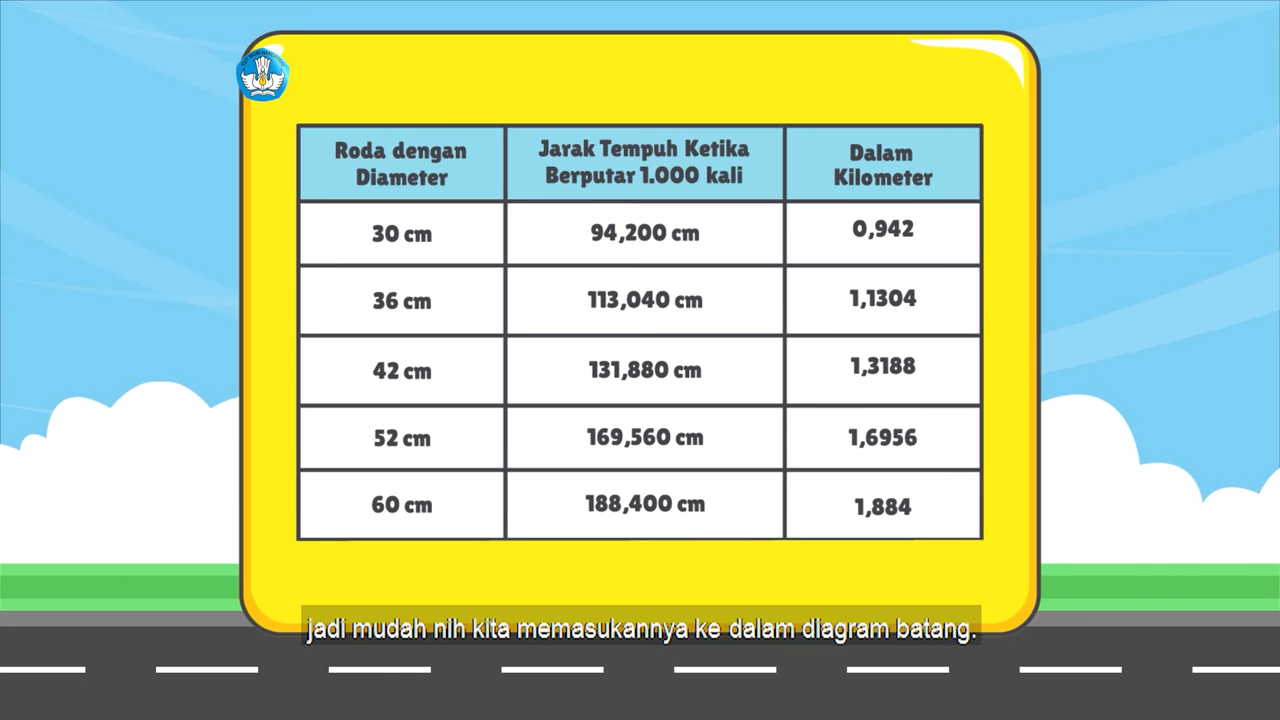 Roda dengan
Diameter
Jarak Tempuh Ketika
Berputar 1.000 kali
Dalam
Kilometer
30 cm
94,200 cm
0,942
36 cm
113,040 cm
1,1304
42 cm
131,880 cm
1,3188
52 cm
169,560 cm
1,6956
60 cm
188,400 cm
1,884
jadi mudah nih kita memasukannya ke dalam diagram batang.